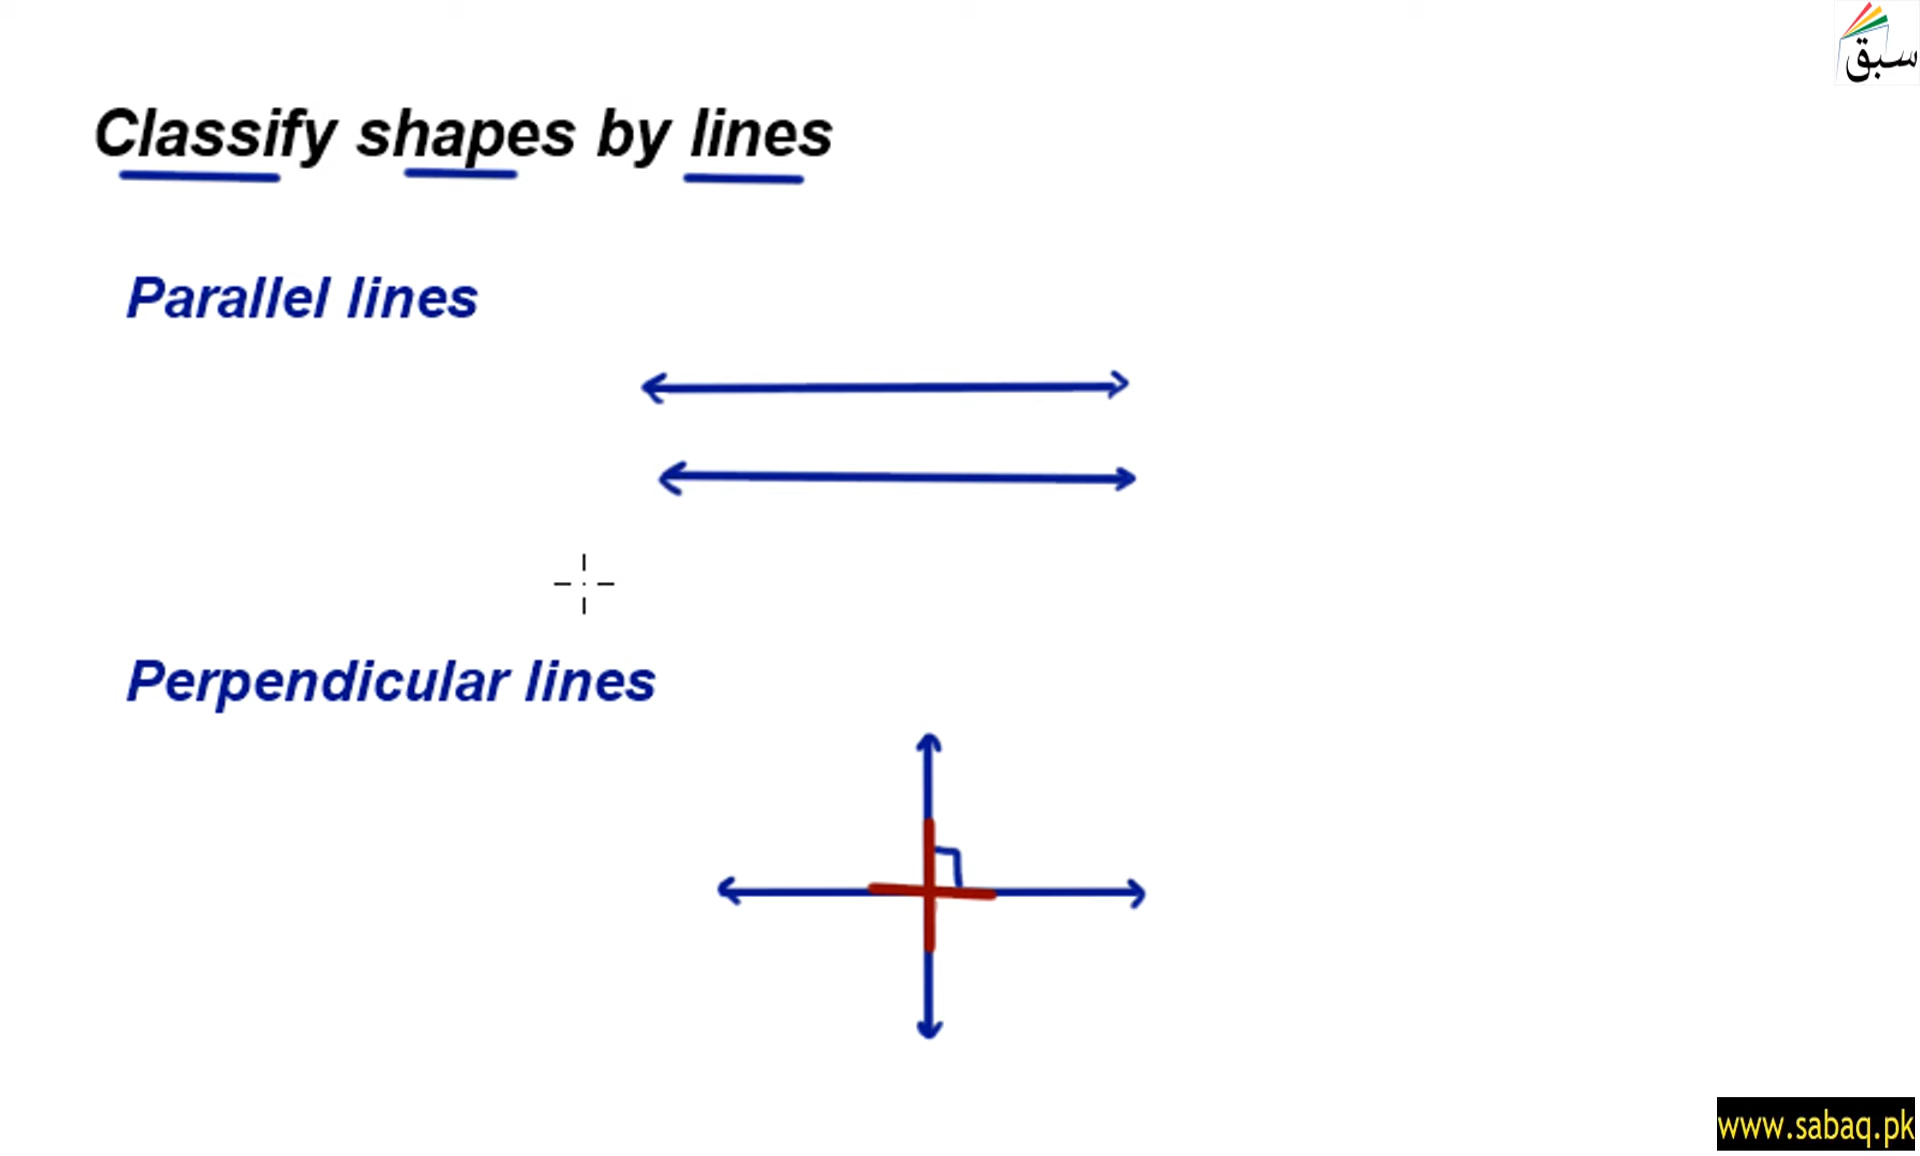 سبق
Classify shapes by lines
Parallel lines
Perpendicular lines
www.sabaq.pk